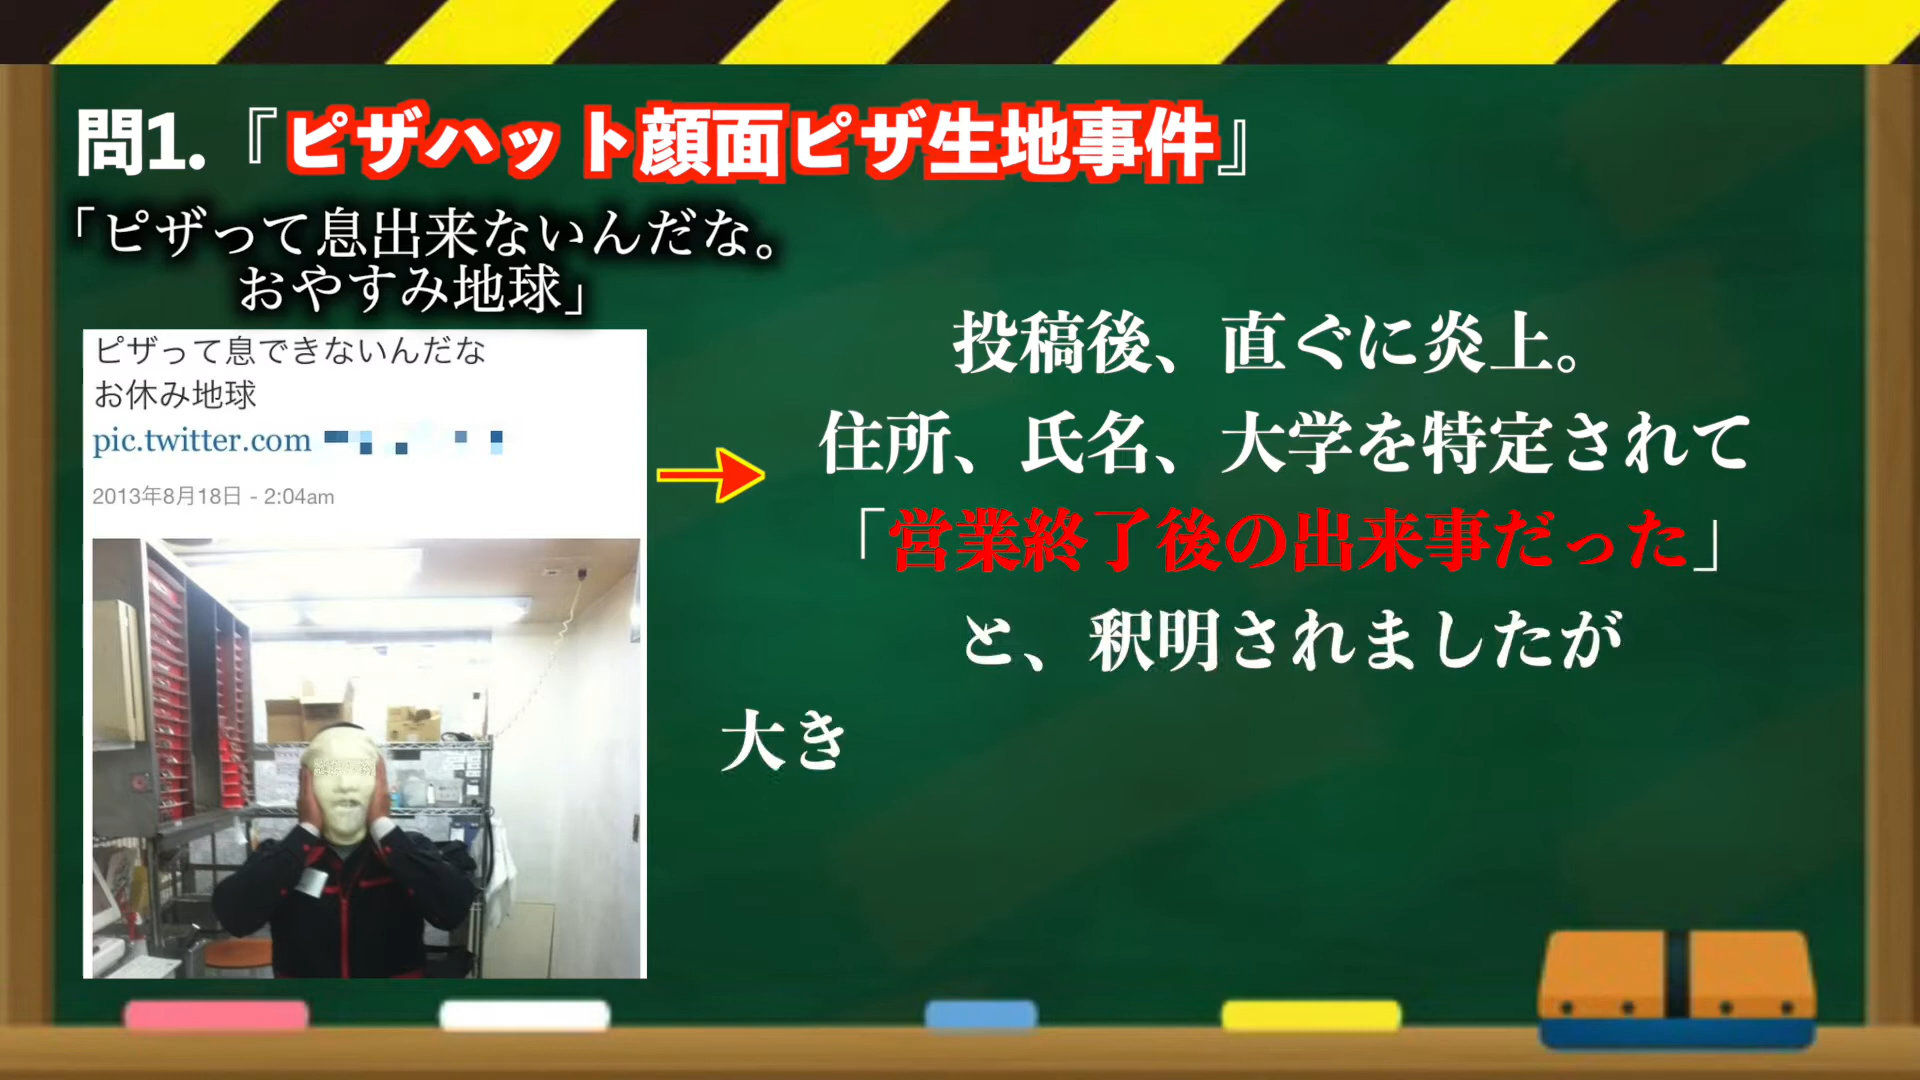 問1.『ピザハット顔面ピザ生地事件』
「ピザって息出来ないんだな。
おやすみ地球」
ピザって息できないんだな
お休み地球
pic.twitter.com
2013年8月18日 - 2:04am
投稿後、直ぐに炎上。
住所、氏名、大学を特定されて
「営業終了後の出来事だった」
と、釈明されましたが
大き